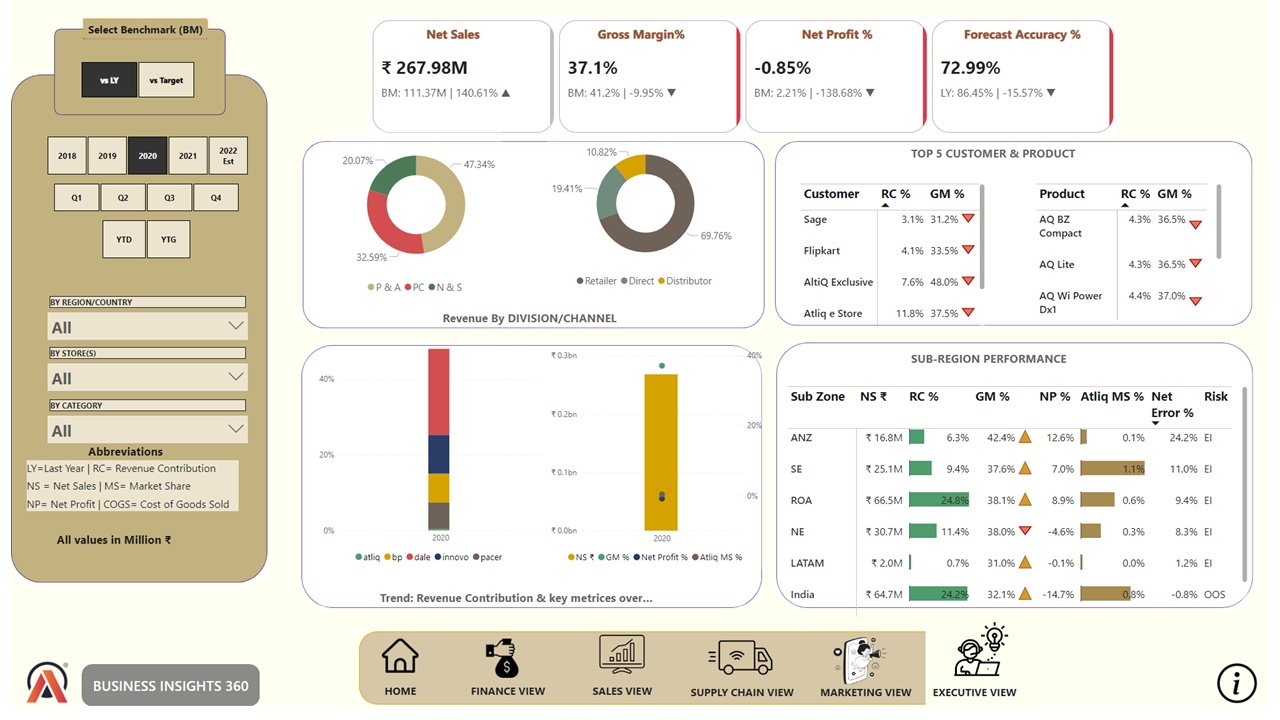 Select Benchmark (BM)
vs LY
vs Target
2018
2019
2020
2021
2022
Est
Q1
Q2
Q3
Q4
YTD
YTG
BY REGION/COUNTRY
All
BY STORE(S)
All
BY CATEGORY
All
Abbreviations
LY=Last Year | RC= Revenue Contribution
NS = Net Sales | MS= Market Share
NP= Net Profit | COGS= Cost of Goods Sold
All values in Million ₹
Net Sales
₹ 267.98M
BM: 111.37M | 140.61% ▲
Gross Margin%
37.1%
BM: 41.2% | -9.95% ▼
Net Profit %
-0.85%
BM: 2.21% | -138.68% ▼
Forecast Accuracy %
72.99%
LY: 86.45% | -15.57% ▼
20.07%
47.34%
32.59%
P & A PC N & S
10.82%
19.41%
69.76%
Retailer Direct Distributor
Revenue By DIVISION/CHANNEL
TOP 5 CUSTOMER & PRODUCT
Customer RC % GM %
Sage 3.1% 31.2%
Flipkart 4.1% 33.5%
AltiQ Exclusive 7.6% 48.0%
Atliq e Store 11.8% 37.5%
Product RC % GM %
AQ BZ 4.3% 36.5%
Compact
AQ Lite 4.3% 36.5%
AQ Wi Power 4.4% 37.0%
Dx1
40%
20%
0%
2020
atliq bp dale innovo pacer
₹ 0.3bn
₹ 0.2bn
₹ 0.1bn
₹ 0.0bn
40%
20%
0%
2020
NS ₹ GM % Net Profit % Atliq MS %
Trend: Revenue Contribution & key metrices over...
SUB-REGION PERFORMANCE
Sub Zone NS ₹ RC % GM % NP % Atliq MS % Net
Error % Risk
ANZ ₹ 16.8M 6.3% 42.4% 12.6% 0.1% 24.2% EI
SE ₹ 25.1M 9.4% 37.6% 7.0% 1.1% 11.0% EI
ROA ₹ 66.5M 24.8% 38.1% 8.9% 0.6% 9.4% EI
NE ₹ 30.7M 11.4% 38.0% -4.6% 0.3% 8.3% EI
LATAM ₹ 2.0M 0.7% 31.0% -0.1% 0.0% 1.2% EI
India ₹ 64.7M 24.2% 32.1% -14.7% 0.8% -0.8% OOS
BUSINESS INSIGHTS 360
HOME
FINANCE VIEW
SALES VIEW
SUPPLY CHAIN VIEW
MARKETING VIEW
EXECUTIVE VIEW
i